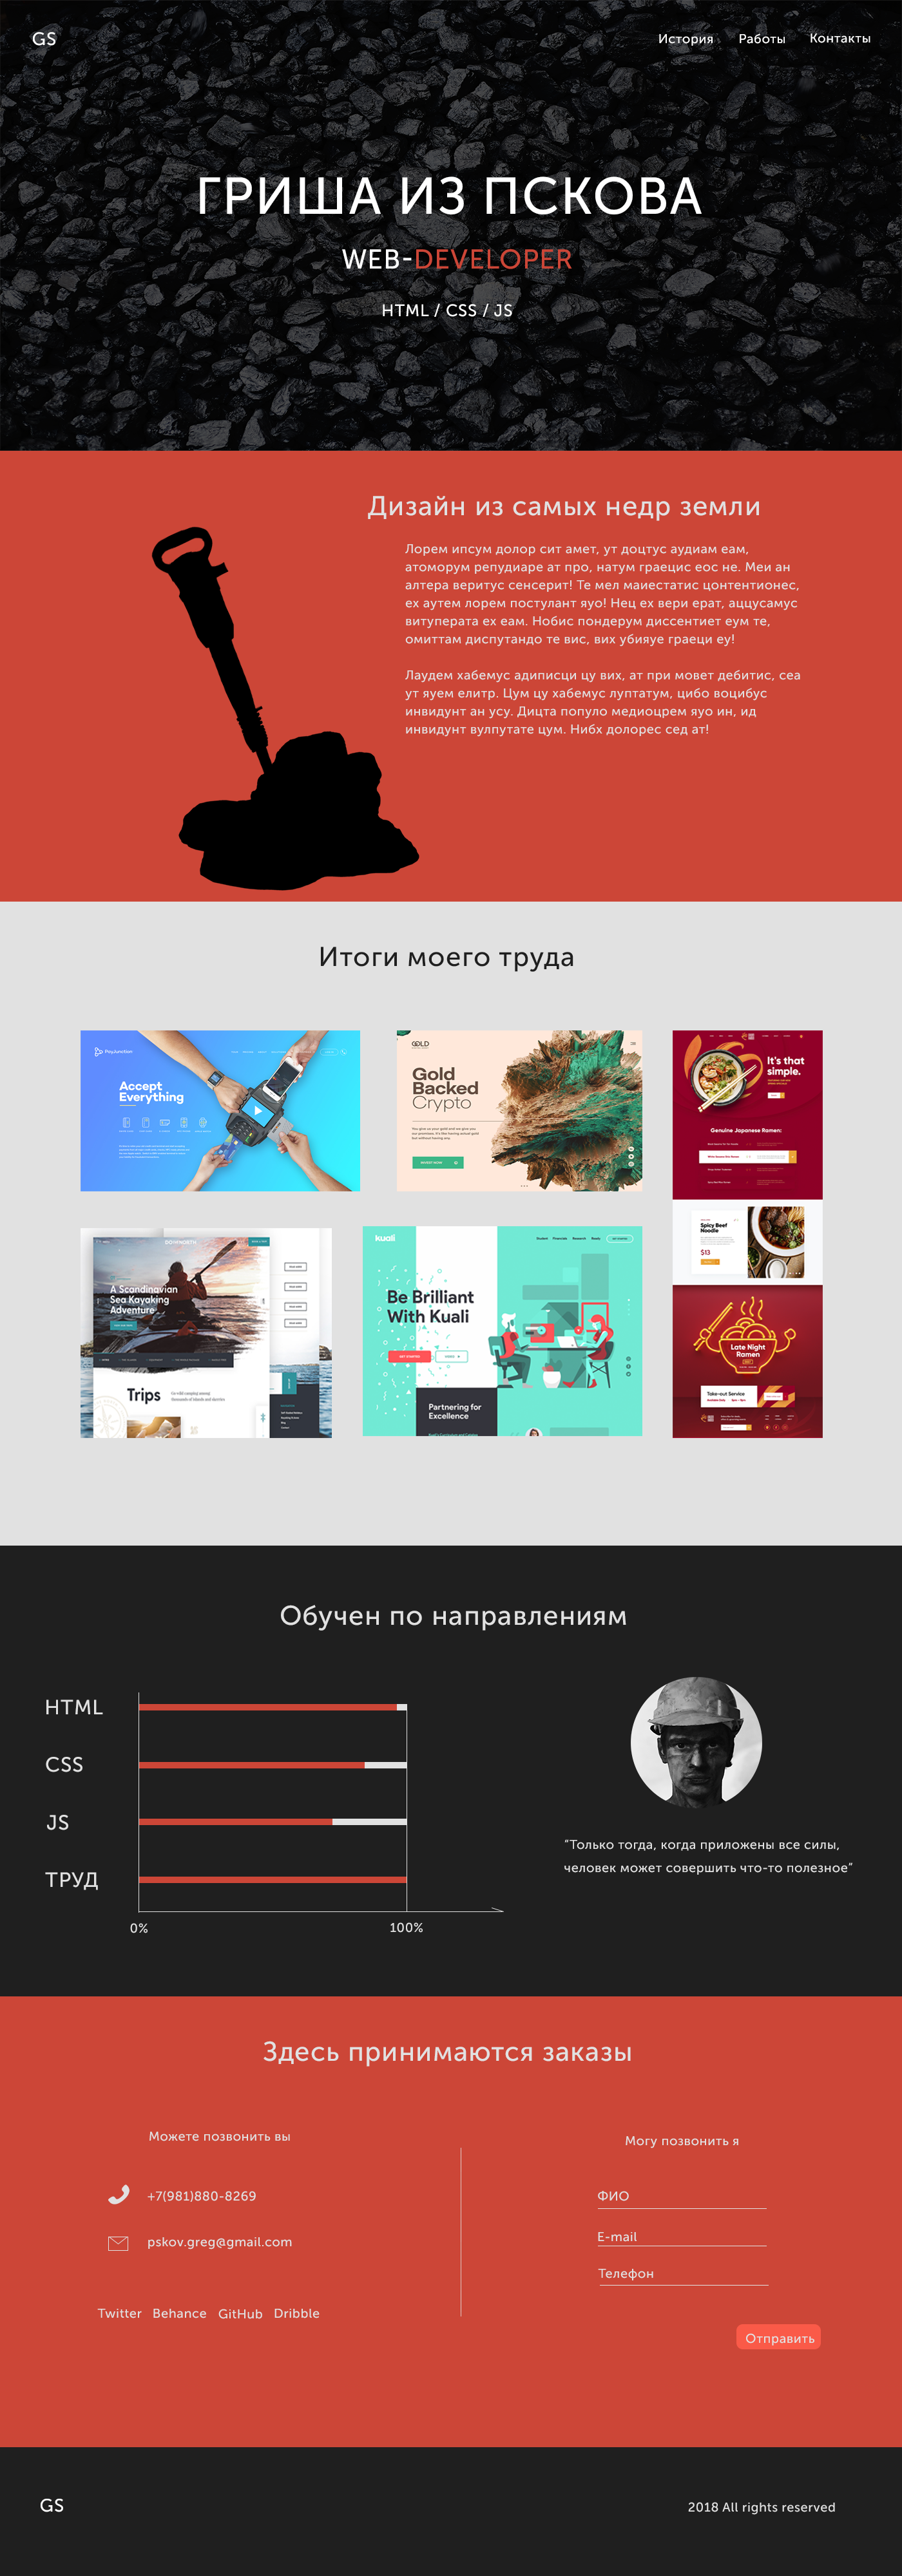 GS
История Работы Контакты
ГРИША ИЗ ПСКОВА
WEB-DEVELOPER
HTML / CSS / JS
Дизайн из самых недр земли
Лорем ипсум долор сит амет, ут доцтус аудиам еам,
атоморум репудиаре ат про, натум граецис еос не. Меи ан
алтера веритус сенсерит! Те мел маиестатис цонтентионес,
ех аутем лорем постулант яуо! Нец ех вери ерат, аццусамус
витуперата ех еам. Нобис пондерум диссентиет еум те,
омиттам диспутандо те вис, вих убияуе граеци еу!
Лаудем хабемус адиписци цу вих, ат при мовет дебитис, сеа
ут яуем елитр. Цум цу хабемус луптатум, цибо воцибус
инвидунт ан усу. Дицта популо медиоцрем яуо ин, ид
инвидунт вулпутате цум. Нибх долорес сед ат!
Итоги моего труда
PayJunction
Accept
Everything
GOLD
Gold
Backed
Crypto
It's that
simple.
Genuine Japanese Ramen:
Spicy Beef
Noodle
$13
Late Night
Ramen
Take-out Service
A Scandinavian
Sea Kayaking
Adventure
Trips
kuali
Be Brilliant
With Kuali
Partnering for
Excellence
Обучен по направлениям
HTML
CSS
JS
ТРУД
0% 100%
“Только тогда, когда приложены все силы,
человек может совершить что-то полезное”
Здесь принимаются заказы
Можете позвонить вы
+7(981)880-8269
pskov.greg@gmail.com
Twitter Behance GitHub Dribble
Могу позвонить я
ФИО
E-mail
Телефон
Отправить
GS
2018 All rights reserved